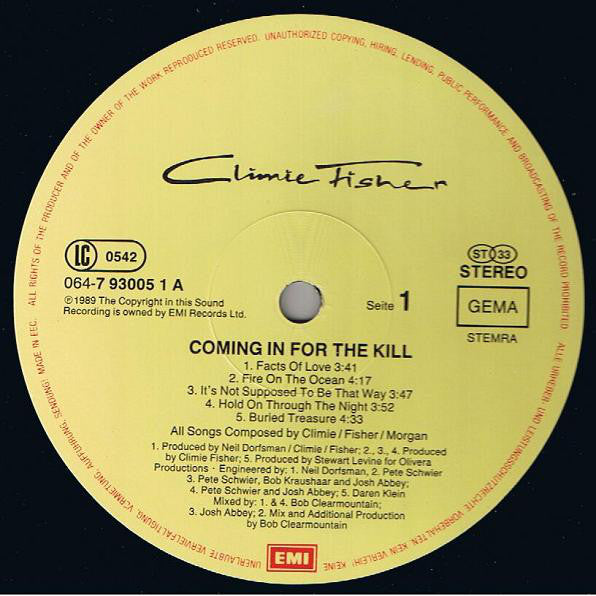 ALL RIGHTS OF THE PRODUCER AND OF THE OWNER OF THE WORK REPRODUCED RESERVED. UNAUTHORIZED COPYING, HIRING, LENDING, PUBLIC PERFORMANCE AND BROADCASTING OF THE RECORD PROHIBITED
ALLE URHEBER- UND LEISTUNGSSCHUTZRECHTE VORBEHALTEN. KEIN VERLEIH! KEINE UNERLAUBTE VERVIELFÄLTIGUNG, VERMIETUNG, AUFFÜHRUNG, SENDUNG! MADE IN EEC.
Climie Fisher
LC 0542
064-7 93005 1 A
℗ 1989 The Copyright in this Sound
Recording is owned by EMI Records Ltd.
ST 33
STEREO
Seite 1
GEMA
STEMRA
COMING IN FOR THE KILL
1. Facts Of Love 3:41
2. Fire On The Ocean 4:17
3. It's Not Supposed To Be That Way 3:47
4. Hold On Through The Night 3:52
5. Buried Treasure 4:33
All Songs Composed by Climie / Fisher / Morgan
1. Produced by Neil Dorfsman / Climie / Fisher; 2., 3., 4. Produced
by Climie Fisher; 5. Produced by Stewart Levine for Olivera
Productions · Engineered by: 1. Neil Dorfsman, 2. Pete Schwier
3. Pete Schwier, Bob Kraushaar and Josh Abbey;
4. Pete Schwier and Josh Abbey; 5. Daren Klein
Mixed by: 1. & 4. Bob Clearmountain;
3. Josh Abbey; 2. Mix and Additional Production
by Bob Clearmountain
EMI